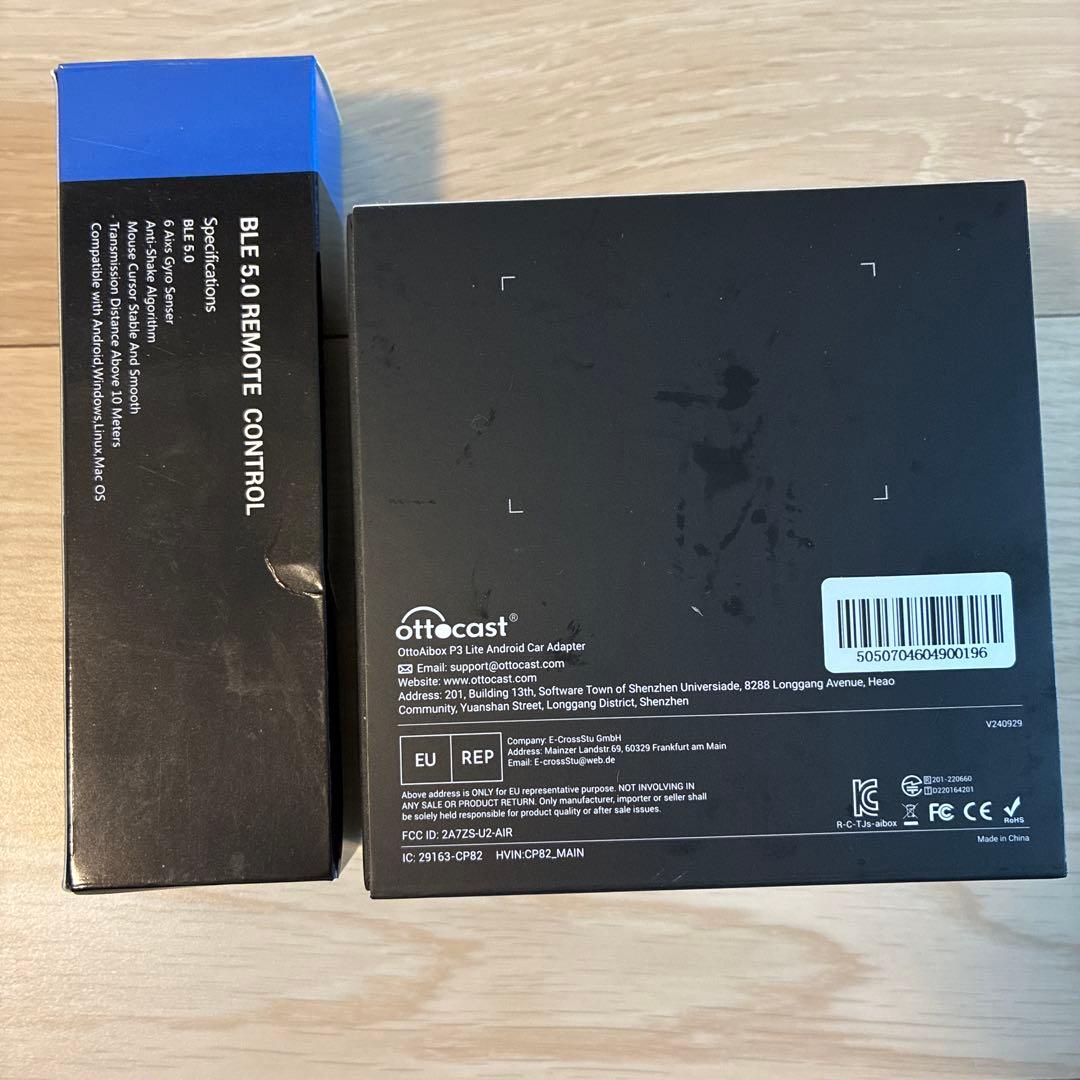 BLE 5.0 REMOTE CONTROL
Specifications
BLE 5.0
6 Aixs Gyro Senser
Anti-Shake Algorithm
Mouse Cursor Stable And Smooth
Transmission Distance Above 10 Meters
Compatible with Android,Windows,Linux,Mac OS
ottocast®
OttoAibox P3 Lite Android Car Adapter
Email: support@ottocast.com
Website: www.ottocast.com
Address: 201, Building 13th, Software Town of Shenzhen Universiade, 8288 Longgang Avenue, Heao
Community, Yuanshan Street, Longgang District, Shenzhen
5050704604900196
V240929
EU REP
Company: E-CrossStu GmbH
Address: Mainzer Landstr.69, 60329 Frankfurt am Main
Email: E-crossStu@web.de
Above address is ONLY for EU representative purpose. NOT INVOLVING IN
ANY SALE OR PRODUCT RETURN. Only manufacturer, importer or seller shall
be solely held responsible for product quality or after sale issues.
FCC ID: 2A7ZS-U2-AIR
IC: 29163-CP82 HVIN:CP82_MAIN
R 201-220660
T D220164201
R-C-TJs-aibox
FC CE RoHS
Made in China